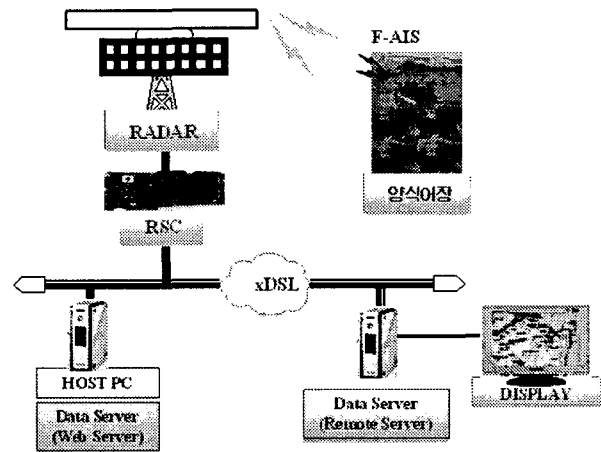 F-AIS
RADAR
양식어장
RSC
xDSL
HOST PC
Data Server
(Web Server)
Data Server
(Remote Server)
DISPLAY